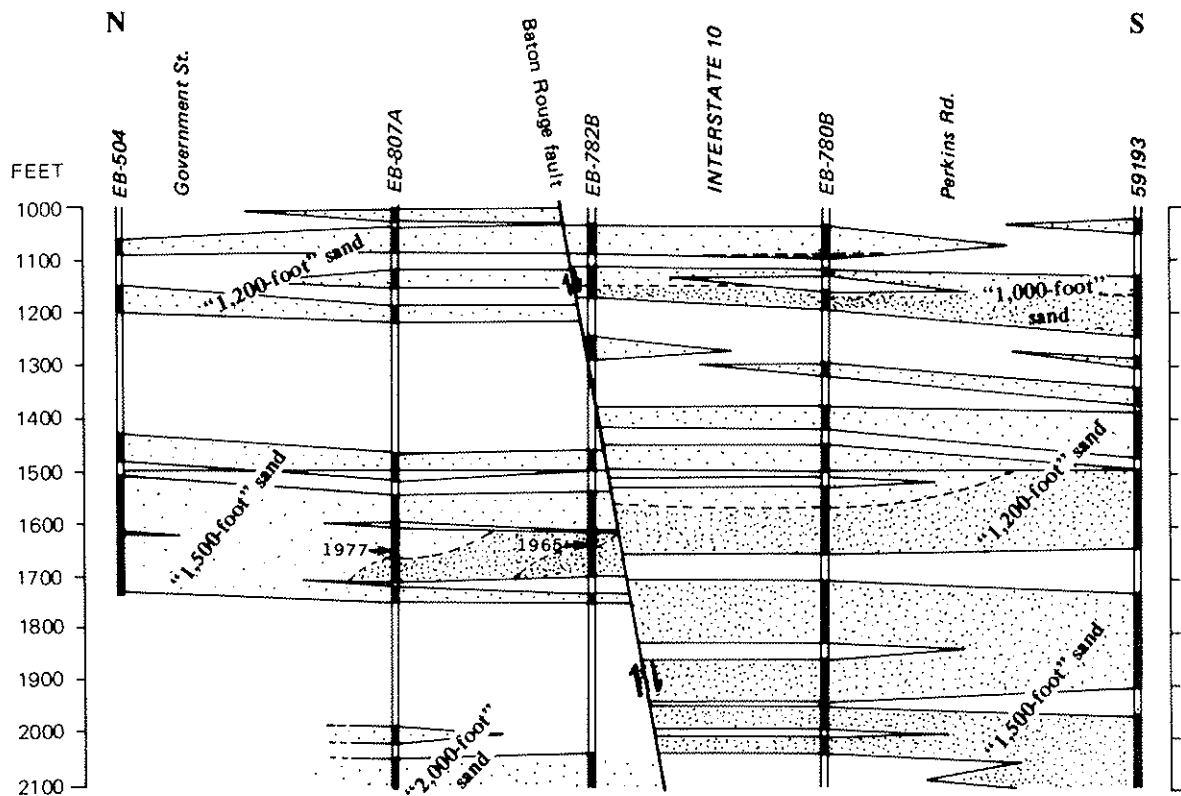 N
S
EB-504
Government St.
EB-807A
Baton Rouge fault
EB-782B
INTERSTATE 10
EB-780B
Perkins Rd.
59193
FEET
1000
1100
1200
1300
1400
1500
1600
1700
1800
1900
2000
2100
"1,200-foot" sand
"1,000-foot"
sand
"1,500-foot" sand
1977
1965
"1,200-foot" sand
"1,500-foot" sand
"2,000-foot"
sand